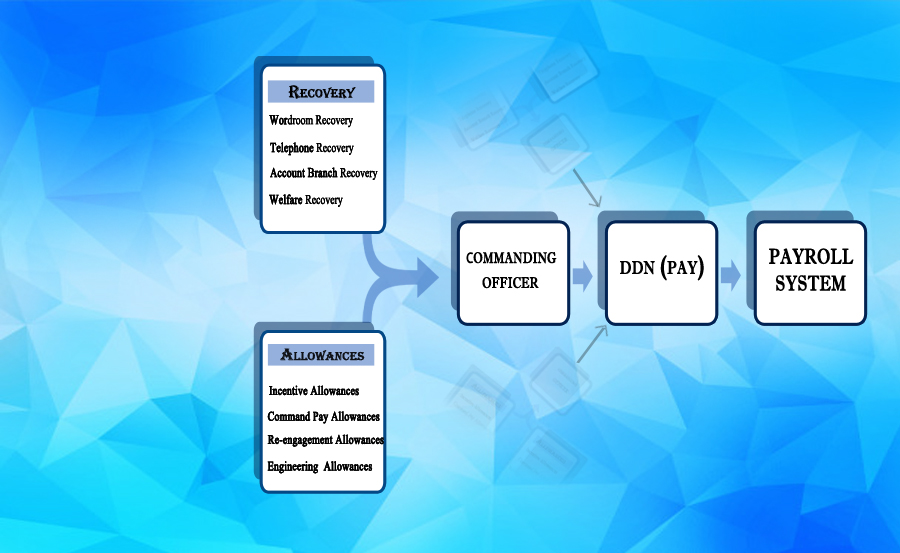 RECOVERY
Wordroom Recovery
Telephone Recovery
Account Branch Recovery
Welfare Recovery
COMMANDING
OFFICER
DDN (PAY)
PAYROLL
SYSTEM
ALLOWANCES
Incentive Allowances
Command Pay Allowances
Re-engagement Allowances
Engineering Allowances